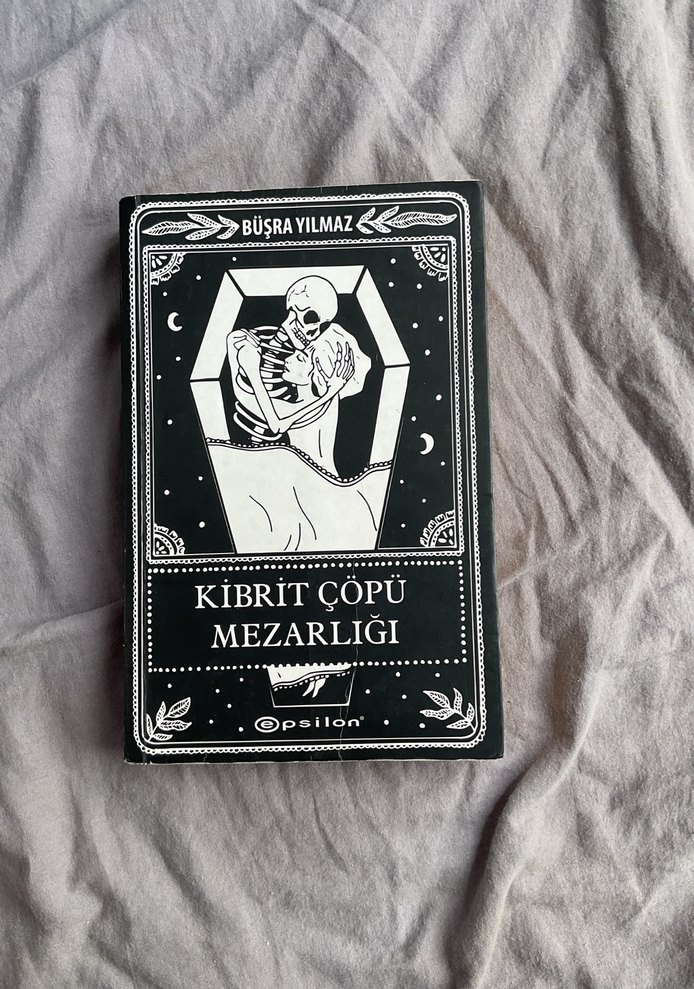 BÜŞRA YILMAZ
KİBRİT ÇÖPÜ
MEZARLIĞI
epsilon®